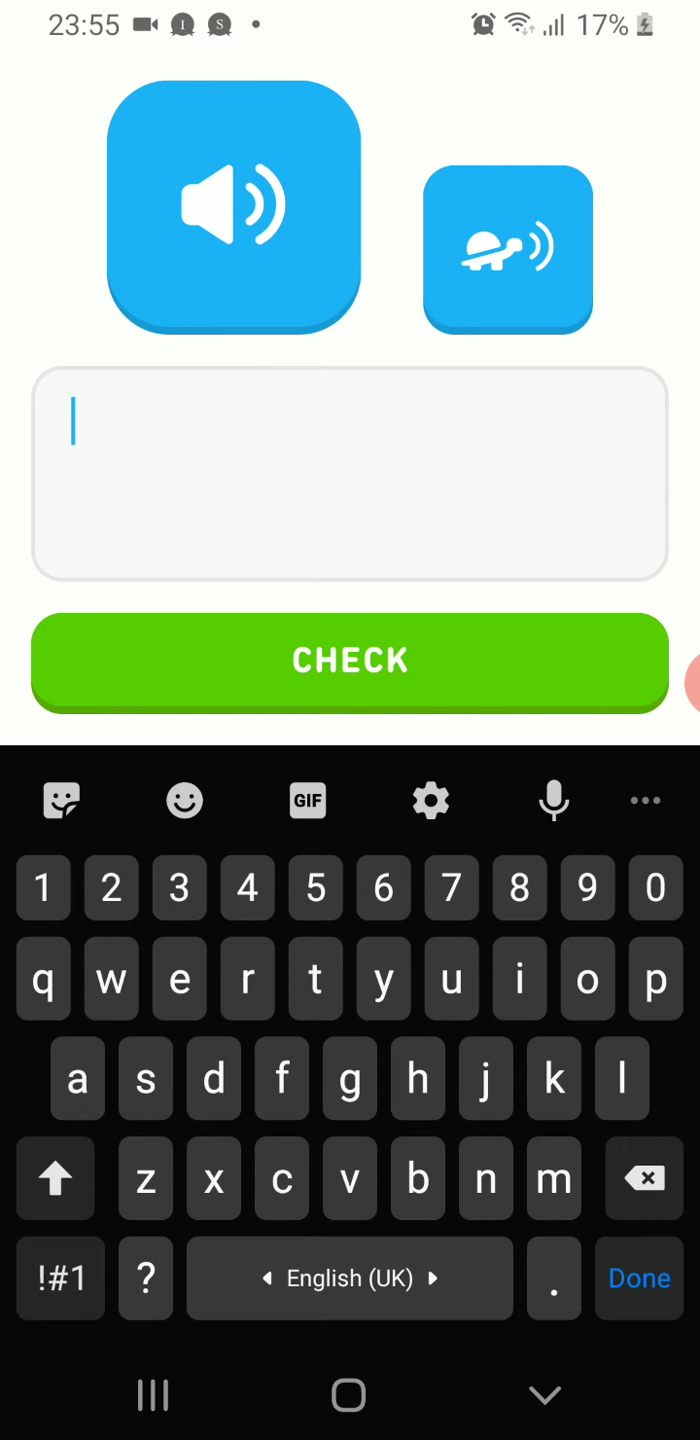 23:55 I S 17%
CHECK
GIF
1 2 3 4 5 6 7 8 9 0
q w e r t y u i o p
a s d f g h j k l
z x c v b n m
!#1 ? English (UK) . Done